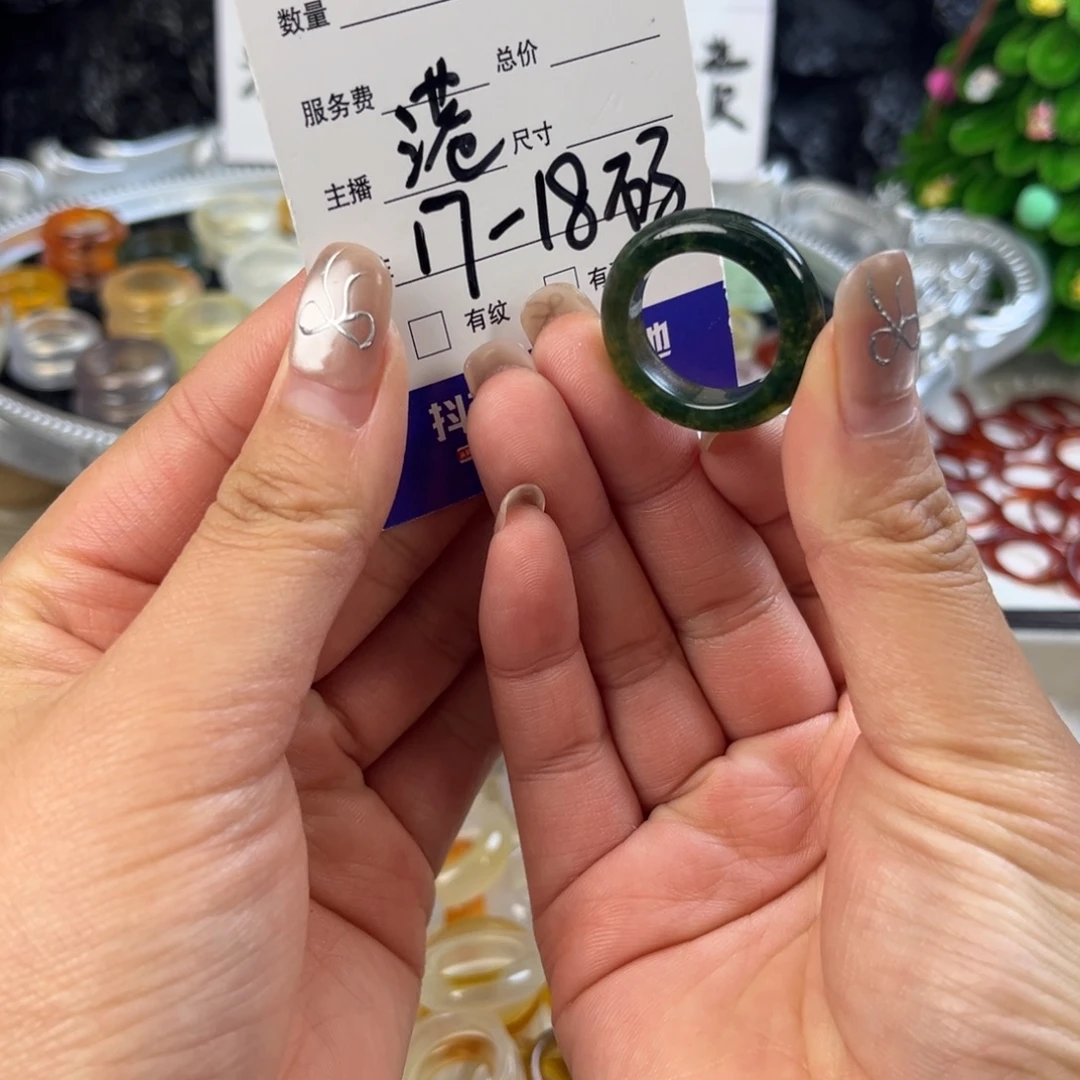 数量
总价
服务费
港
尺寸
主播
17-18码
有纹
有
抖